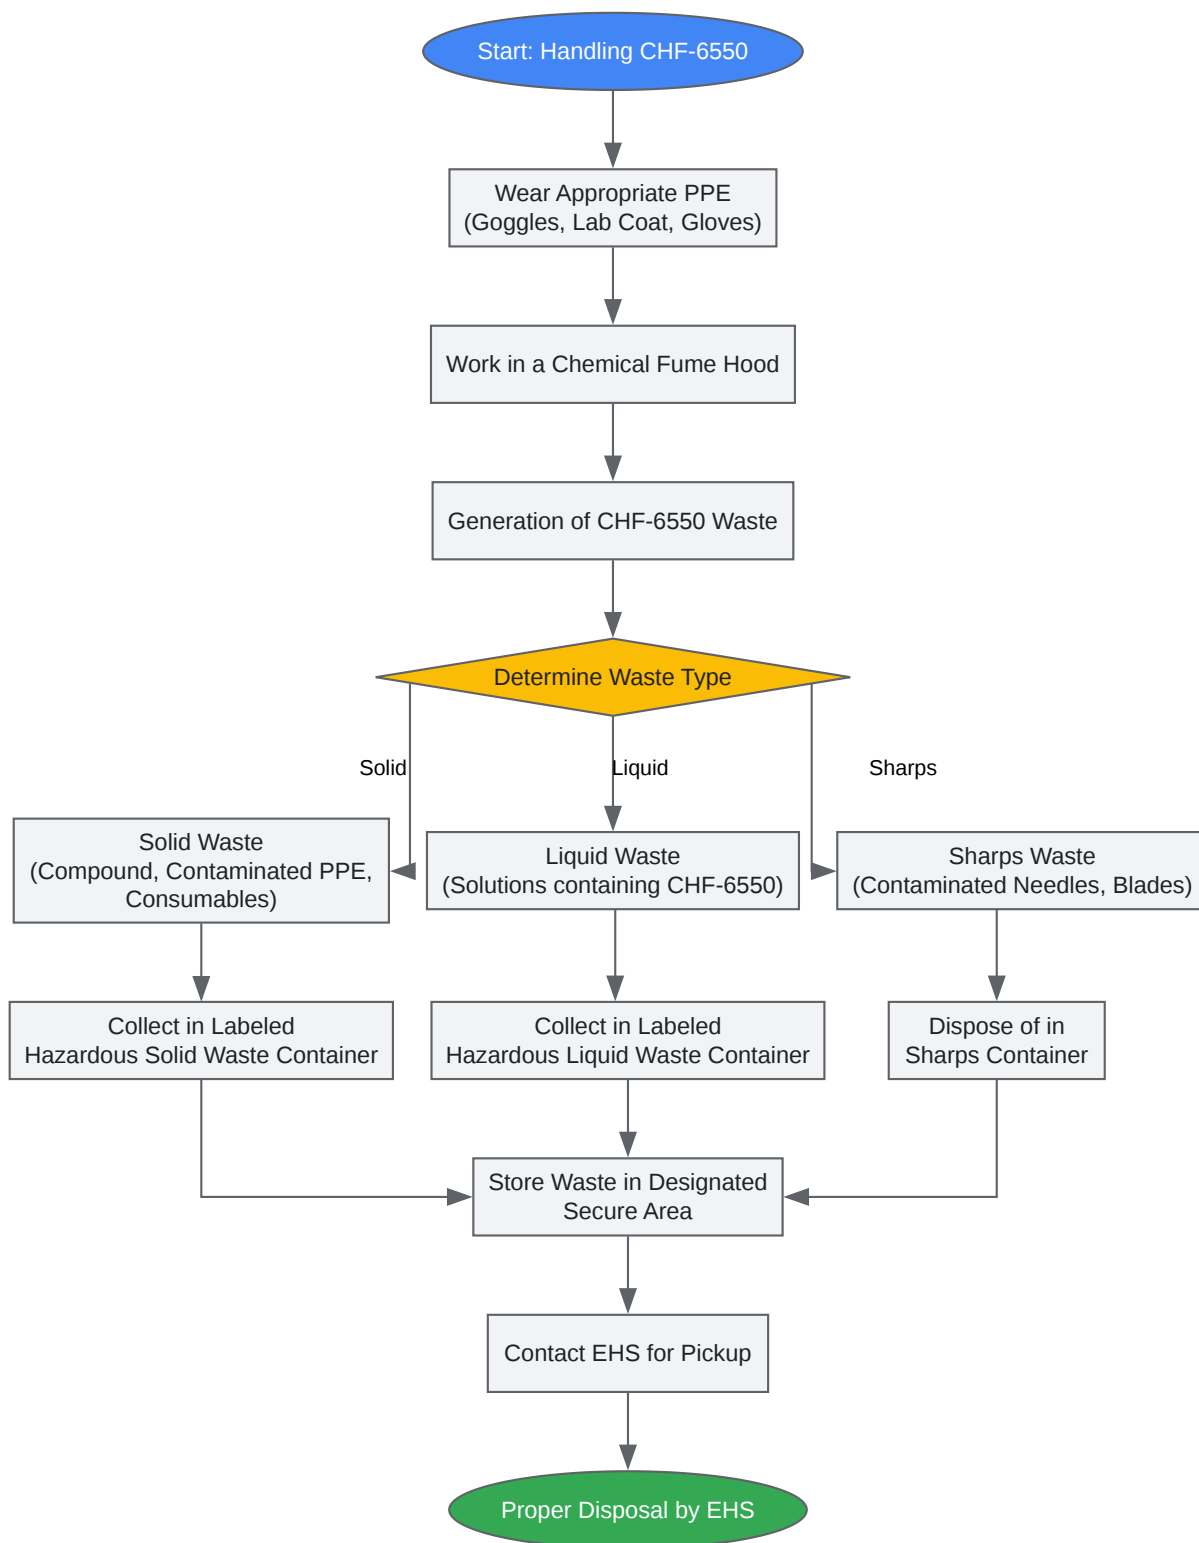 Start: Handling CHF-6550
Wear Appropriate PPE
(Goggles, Lab Coat, Gloves)
Work in a Chemical Fume Hood
Generation of CHF-6550 Waste
Determine Waste Type
Solid
Liquid
Sharps
Solid Waste
(Compound, Contaminated PPE,
Consumables)
Liquid Waste
(Solutions containing CHF-6550)
Sharps Waste
(Contaminated Needles, Blades)
Collect in Labeled
Hazardous Solid Waste Container
Collect in Labeled
Hazardous Liquid Waste Container
Dispose of in
Sharps Container
Store Waste in Designated
Secure Area
Contact EHS for Pickup
Proper Disposal by EHS